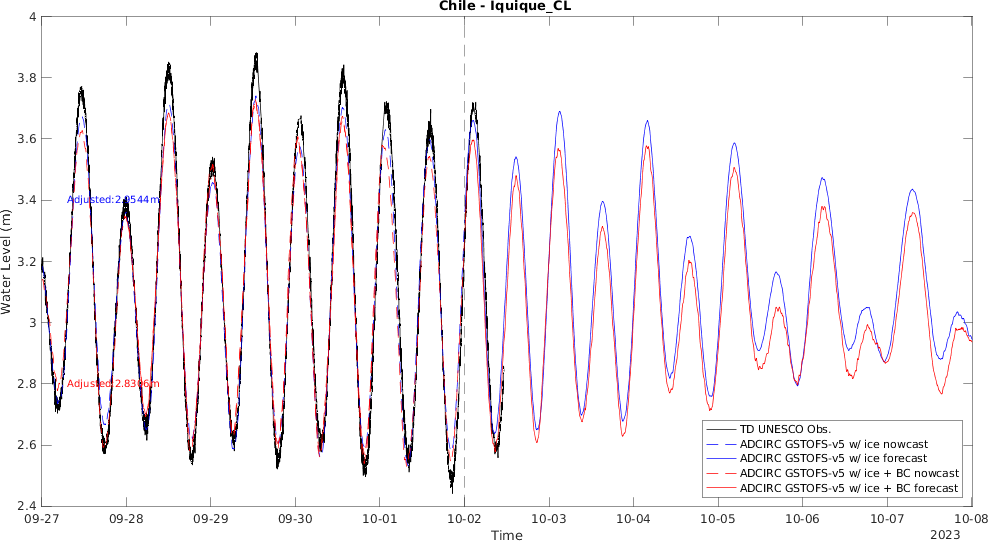 Chile - Iquique_CL
4
3.8
3.6
3.4
3.2
3
2.8
2.6
2.4
Water Level (m)
Adjusted:2.9544m
Adjusted:2.8306m
TD UNESCO Obs.
ADCIRC GSTOFS-v5 w/ ice nowcast
ADCIRC GSTOFS-v5 w/ ice forecast
ADCIRC GSTOFS-v5 w/ ice + BC nowcast
ADCIRC GSTOFS-v5 w/ ice + BC forecast
09-27 09-28 09-29 09-30 10-01 10-02 10-03 10-04 10-05 10-06 10-07 10-08
Time
2023